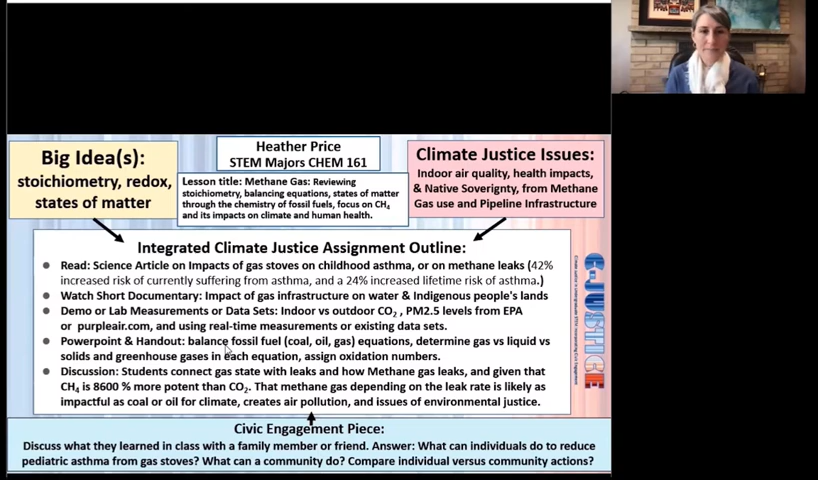 Heather Price
STEM Majors CHEM 161
Big Idea(s):
stoichiometry, redox,
states of matter
Lesson title: Methane Gas: Reviewing
stoichiometry, balancing equations, states of matter
through the chemistry of fossil fuels, focus on CH4
and its impacts on climate and human health.
Climate Justice Issues:
Indoor air quality, health impacts,
& Native Soverignty, from Methane
Gas use and Pipeline Infrastructure
Integrated Climate Justice Assignment Outline:
Read: Science Article on Impacts of gas stoves on childhood asthma, or on methane leaks (42%
increased risk of currently suffering from asthma, and a 24% increased lifetime risk of asthma.)
Watch Short Documentary: Impact of gas infrastructure on water & Indigenous people's lands
Demo or Lab Measurements or Data Sets: Indoor vs outdoor CO2 , PM2.5 levels from EPA
or purpleair.com, and using real-time measurements or existing data sets.
Powerpoint & Handout: balance fossil fuel (coal, oil, gas) equations, determine gas vs liquid vs
solids and greenhouse gases in each equation, assign oxidation numbers.
Discussion: Students connect gas state with leaks and how Methane gas leaks, and given that
CH4 is 8600 % more potent than CO2. That methane gas depending on the leak rate is likely as
impactful as coal or oil for climate, creates air pollution, and issues of environmental justice.
Civic Engagement Piece:
Discuss what they learned in class with a family member or friend. Answer: What can individuals do to reduce
pediatric asthma from gas stoves? What can a community do? Compare individual versus community actions?